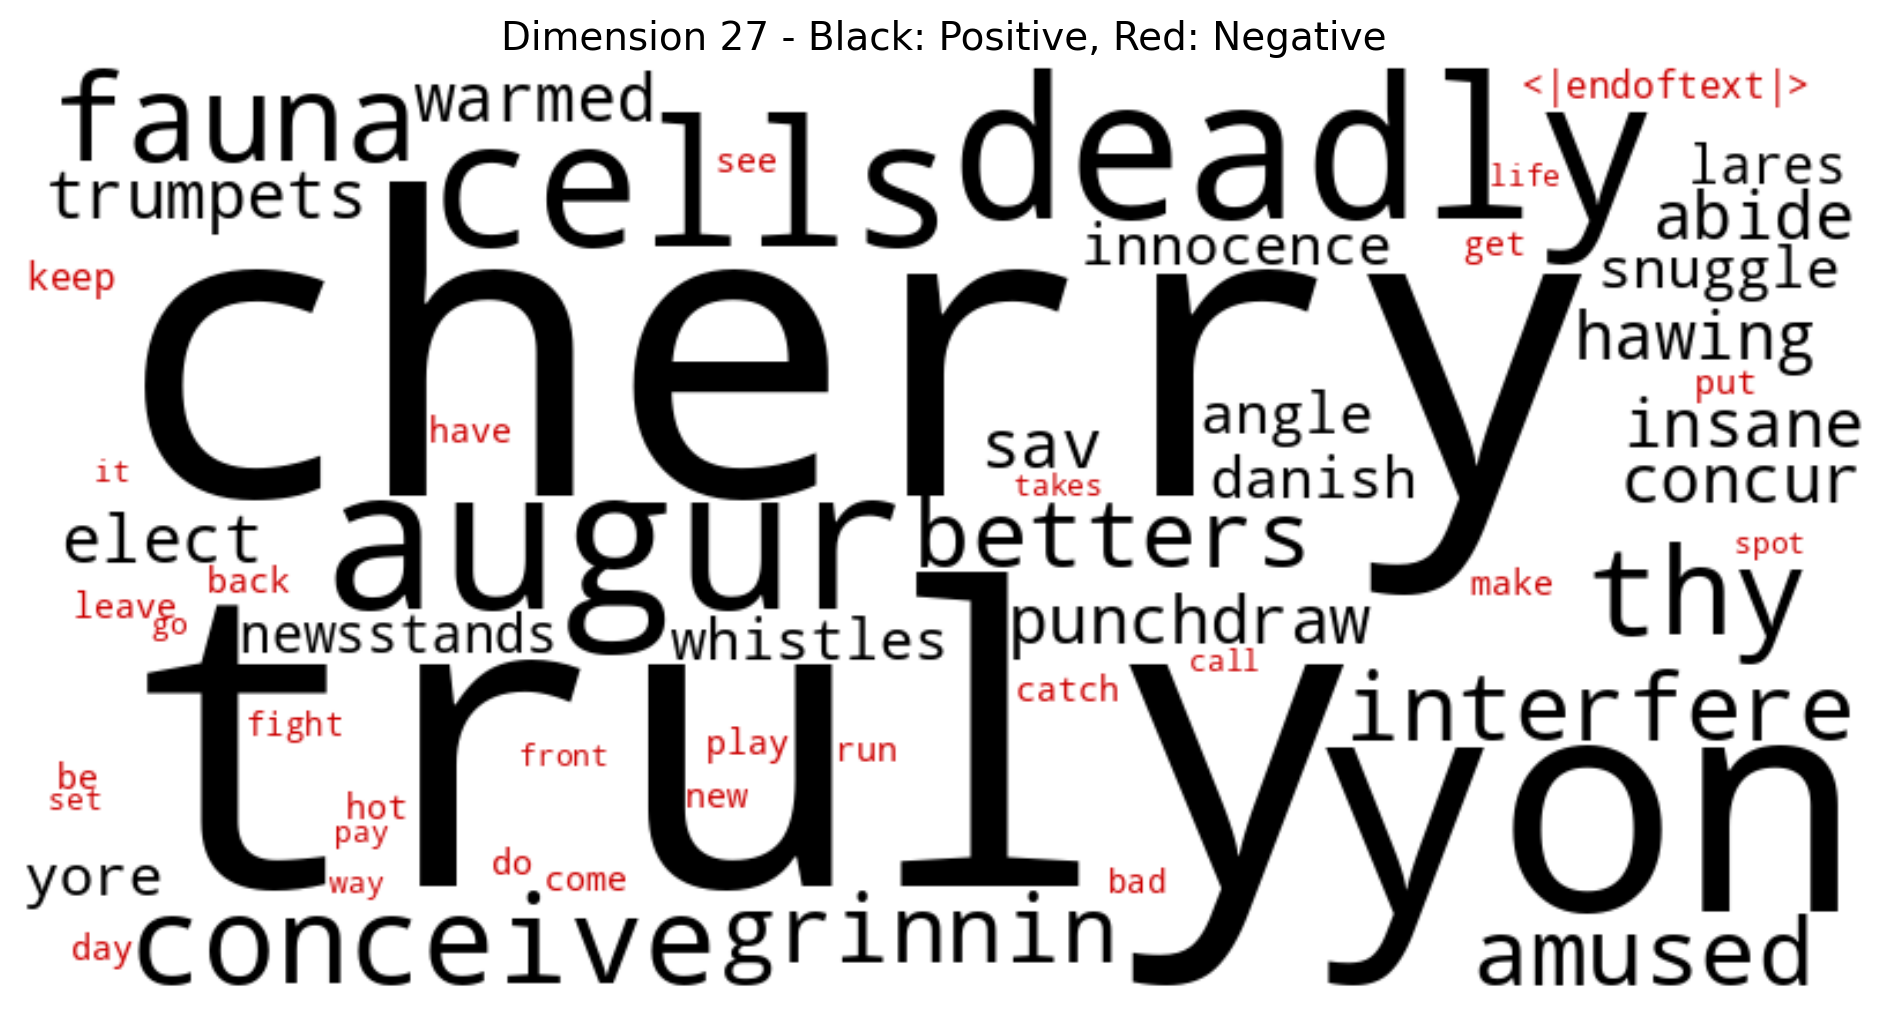 Dimension 27 - Black: Positive, Red: Negative
fauna
warmed
deadly
<|endoftext|>
cells
see
life
lares
trumpets
abide
innocence
get
snuggle
keep
cherry
hawing
put
have
angle
insane
sav
it
takes
danish
concur
elect
augur
betters
spot
back
make
thy
leave
go
newsstands
whistles
punchdraw
truly
call
catch
interfere
fight
play
run
front
yon
be
set
new
hot
pay
yore
way
do
come
bad
day
conceive
grinnin
amused